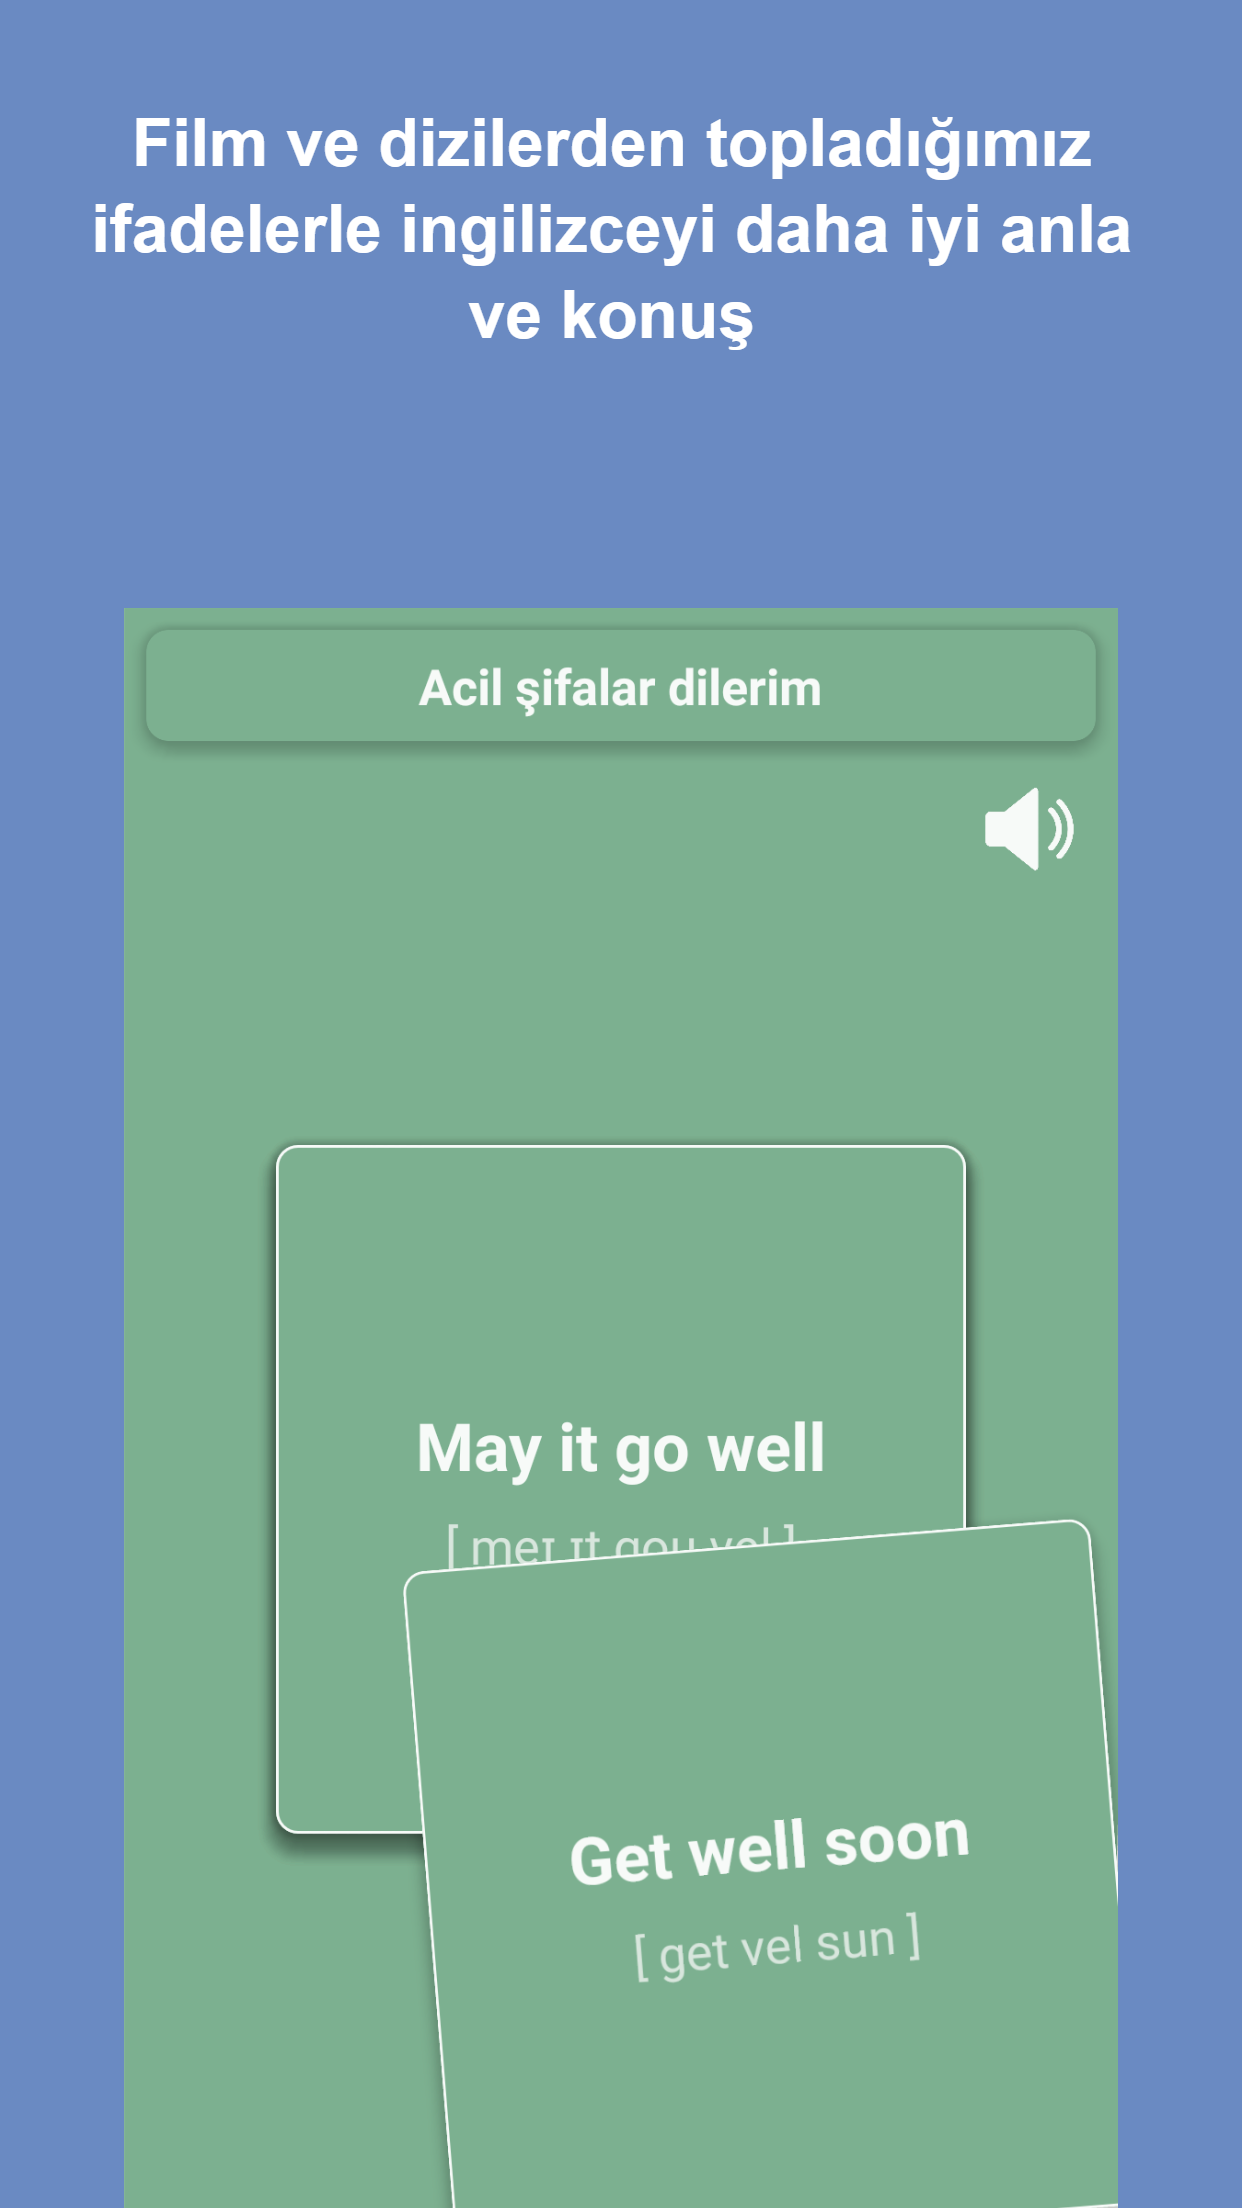 Film ve dizilerden topladığımız
ifadelerle ingilizceyi daha iyi anla
ve konuş
Acil şifalar dilerim
May it go well
[ meɪ ɪt gou vel ]
Get well soon
[ get vel sun ]